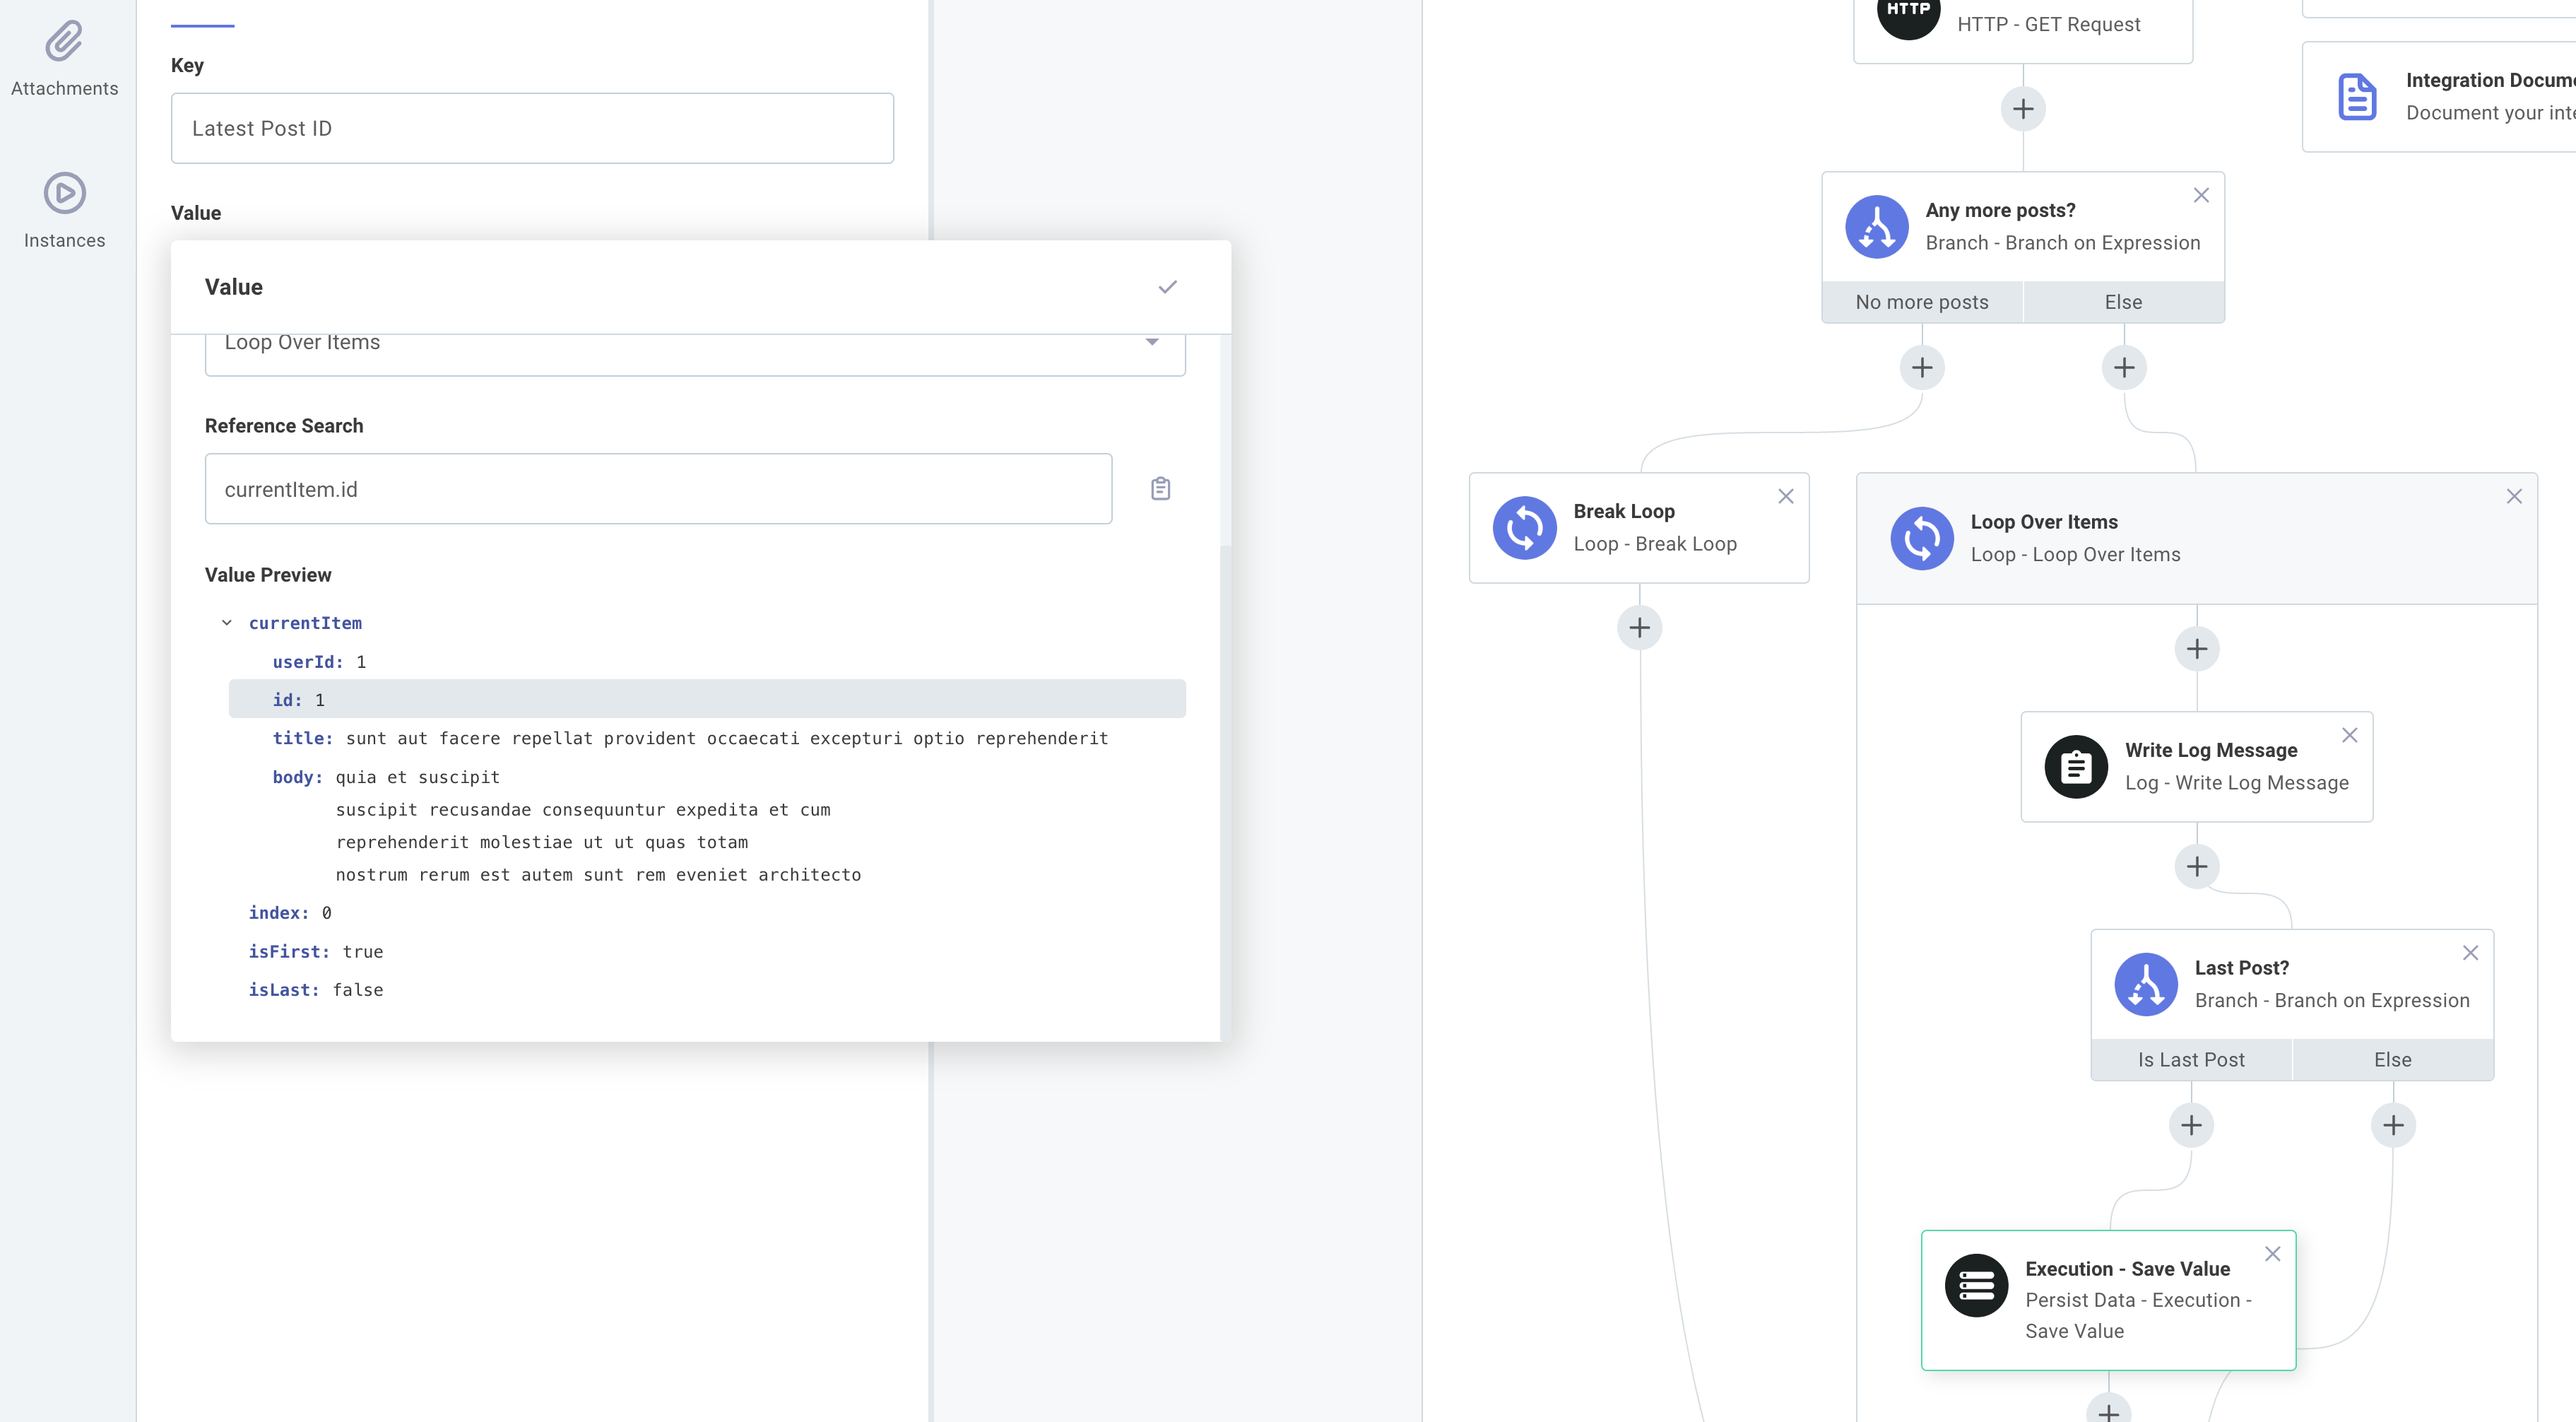 Attachments
Instances
Key
Latest Post ID
Value
Value
Loop Over Items
Reference Search
currentItem.id
Value Preview
currentItem
userId: 1
id: 1
title: sunt aut facere repellat provident occaecati excepturi optio reprehenderit
body: quia et suscipit
suscipit recusandae consequuntur expedita et cum
reprehenderit molestiae ut ut quas totam
nostrum rerum est autem sunt rem eveniet architecto
index: 0
isFirst: true
isLast: false
HTTP
HTTP - GET Request
Integration Docume
Document your inte
Any more posts?
Branch - Branch on Expression
No more posts
Else
Break Loop
Loop - Break Loop
Loop Over Items
Loop - Loop Over Items
Write Log Message
Log - Write Log Message
Last Post?
Branch - Branch on Expression
Is Last Post
Else
Execution - Save Value
Persist Data - Execution -
Save Value